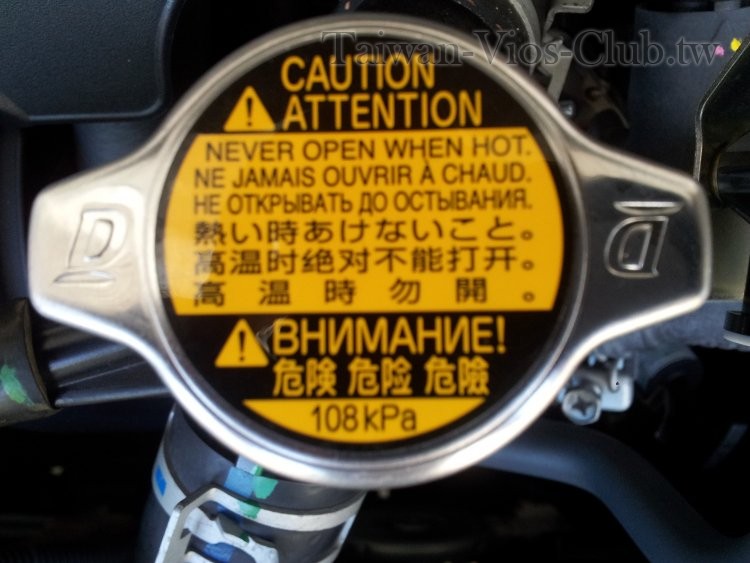 Taiwan-Vios-Club.tw
CAUTION
ATTENTION
NEVER OPEN WHEN HOT.
NE JAMAIS OUVRIR À CHAUD.
НЕ ОТКРЫВАТЬ ДО ОСТЫВАНИЯ.
熱い時あけないこと。
高温时绝对不能打开。
高温時勿開。
D
D
ВНИМАНИЕ!
危険 危险 危險
108kPa